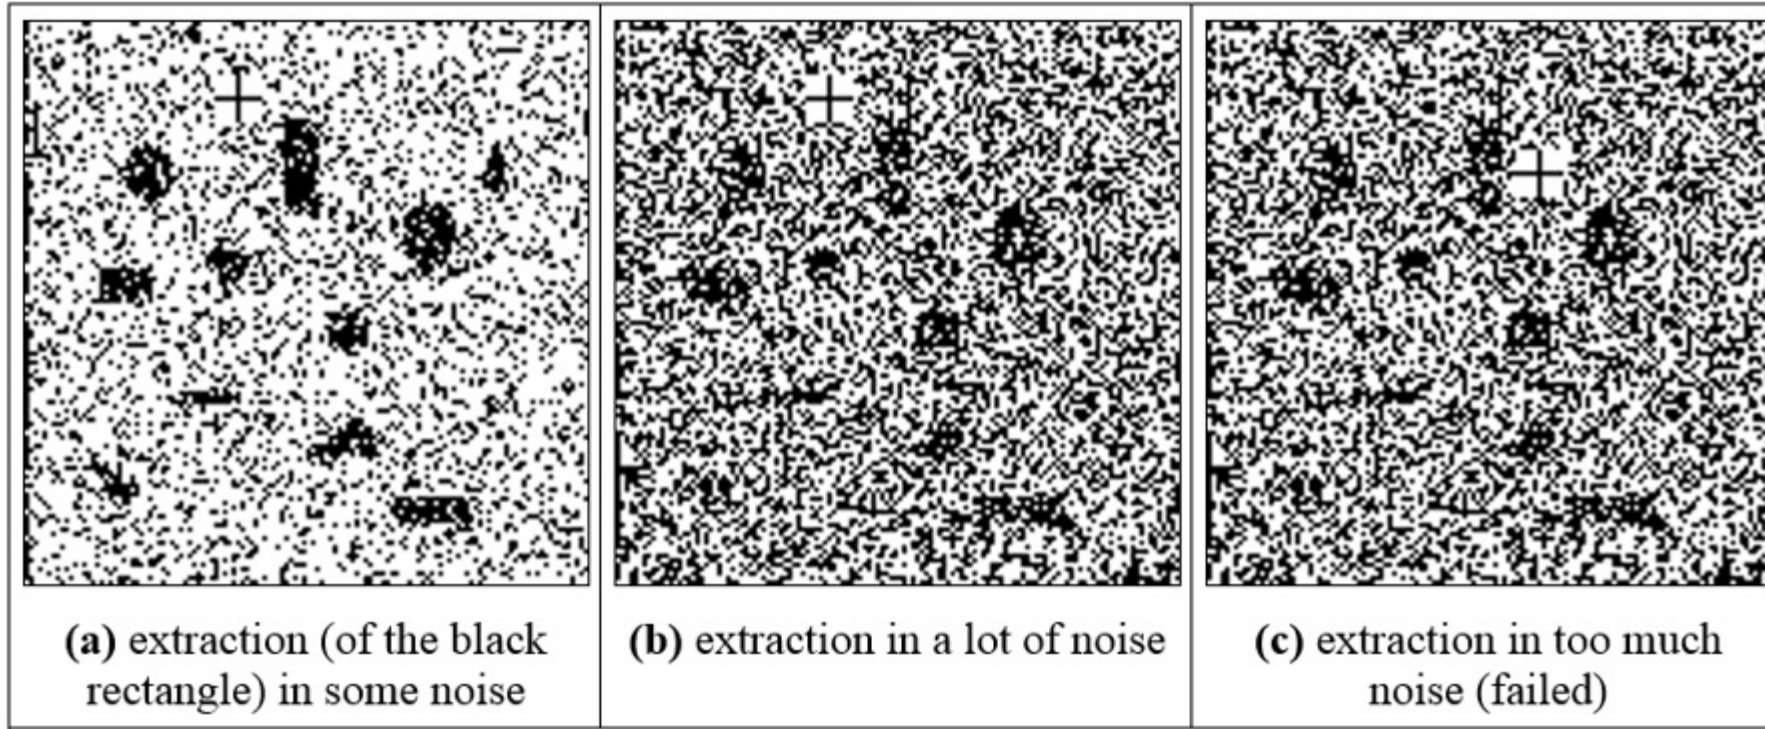 (a) extraction (of the black
rectangle) in some noise
(b) extraction in a lot of noise
(c) extraction in too much
noise (failed)